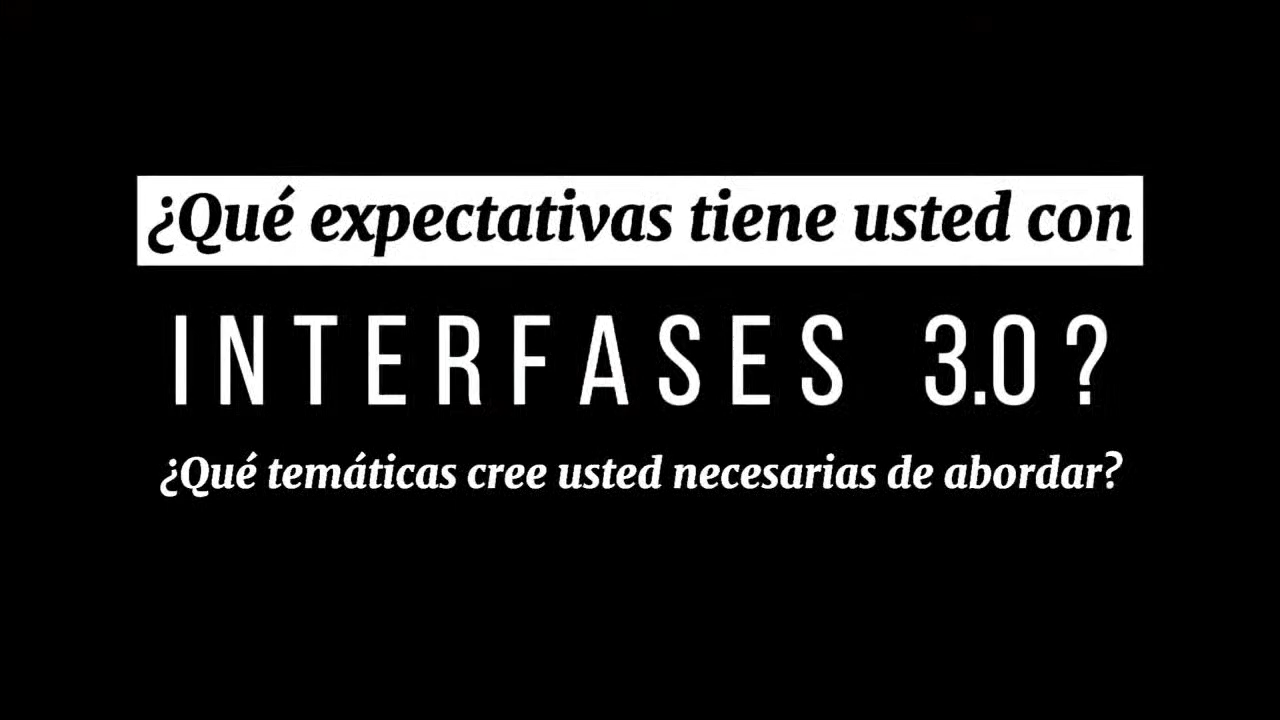 ¿Qué expectativas tiene usted con
INTERFASES 3.0?
¿Qué temáticas cree usted necesarias de abordar?